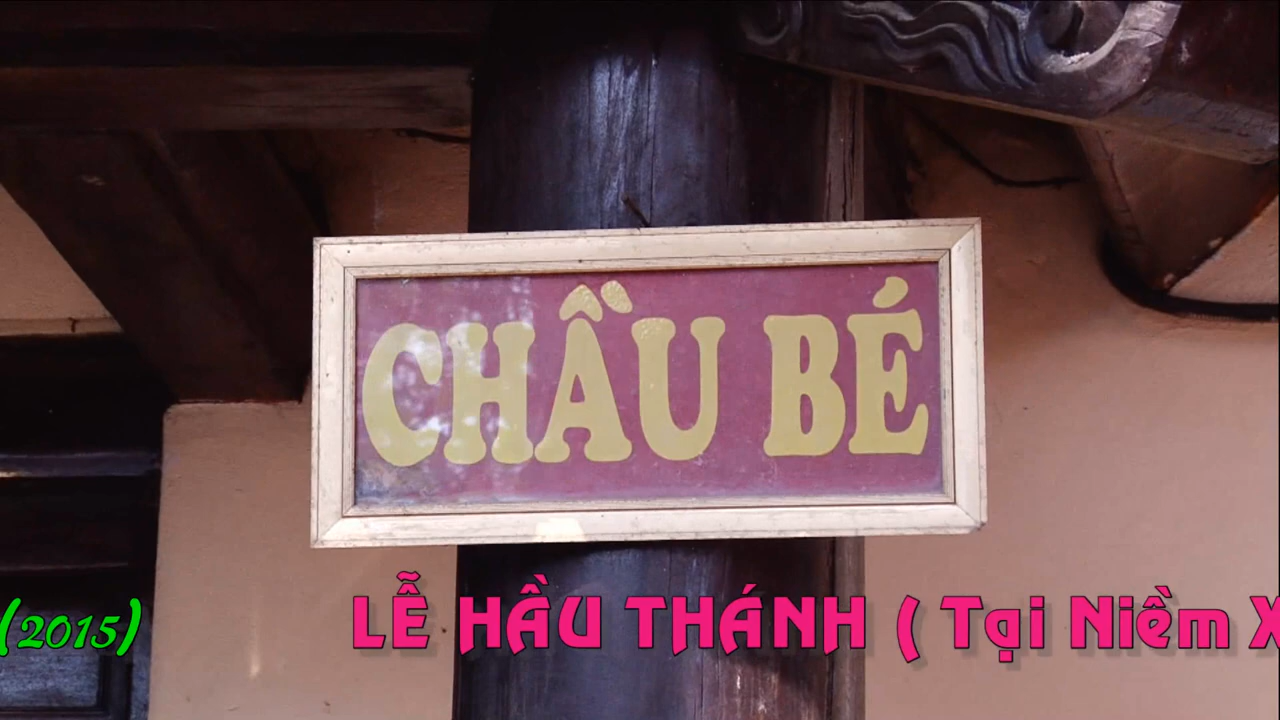 CHẦU BÉ
(2015) LỄ HẦU THÁNH ( Tại Niềm